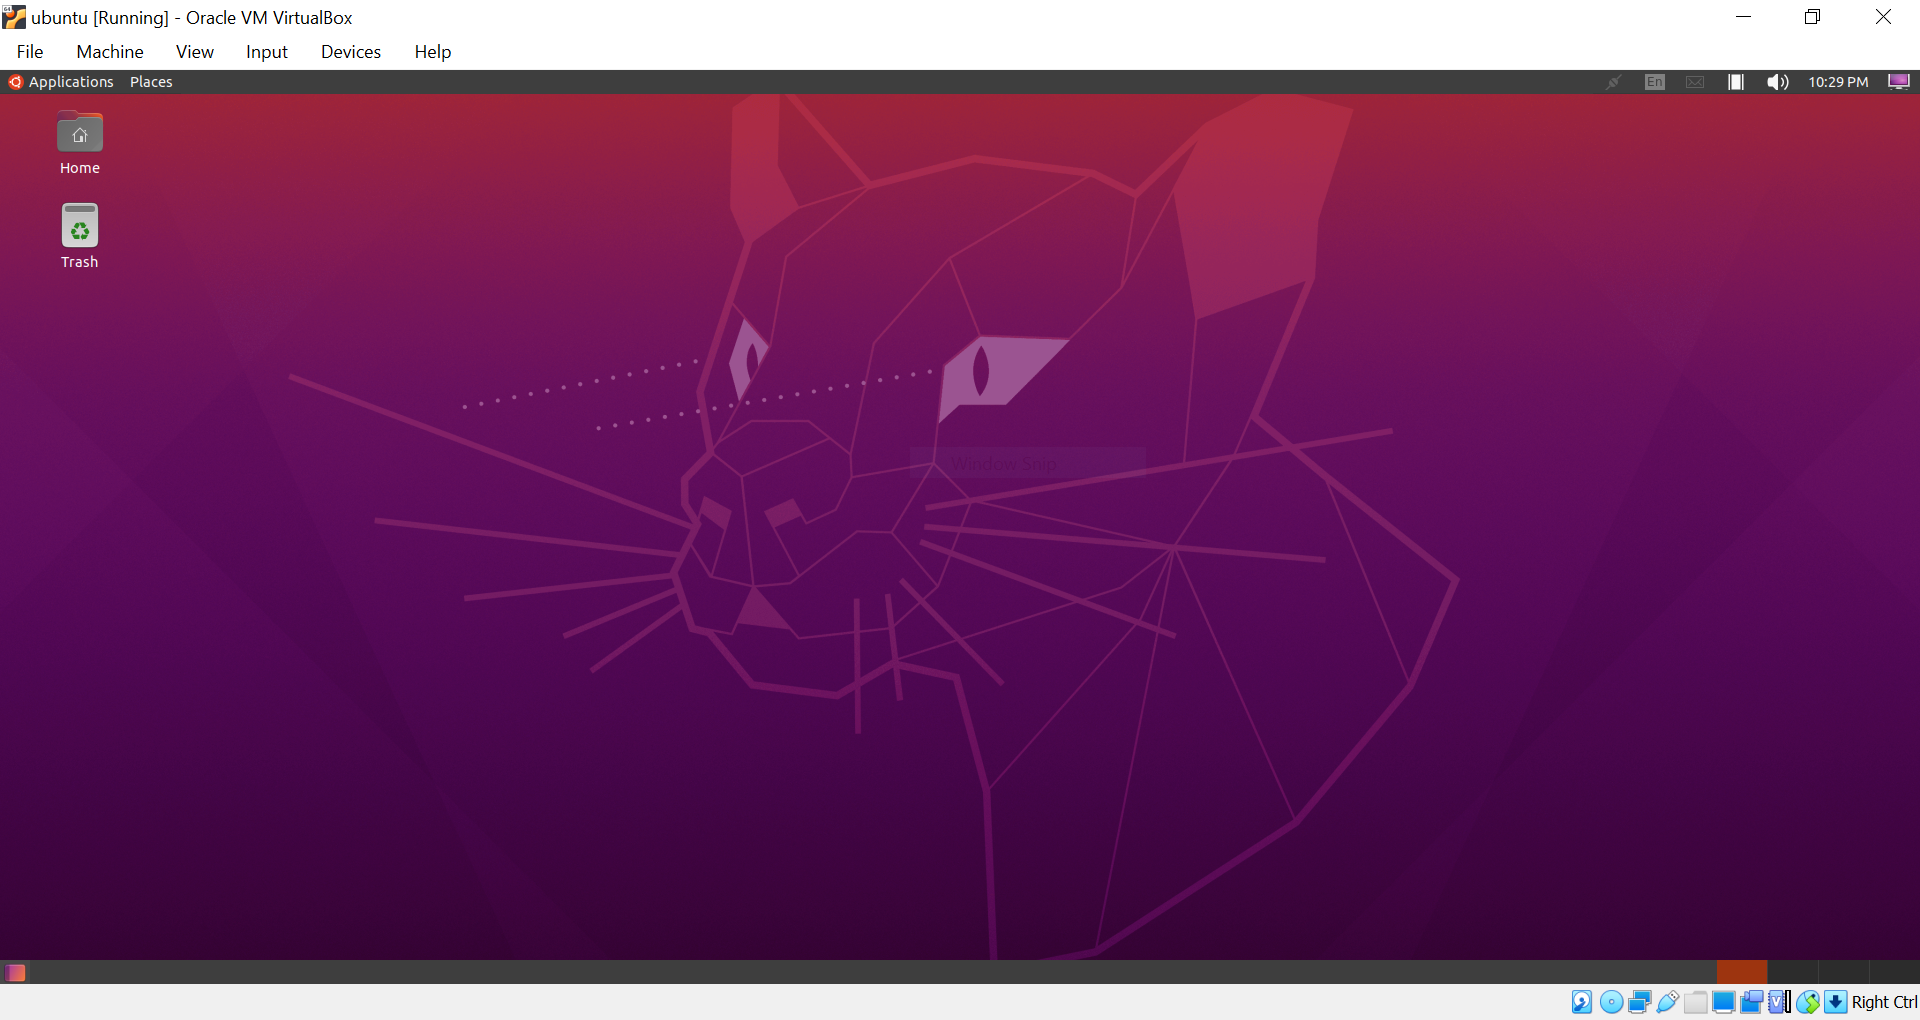 ubuntu [Running] - Oracle VM VirtualBox
File Machine View Input Devices Help
Applications Places En 10:29 PM
Home
Trash
Window Snip
Right Ctrl